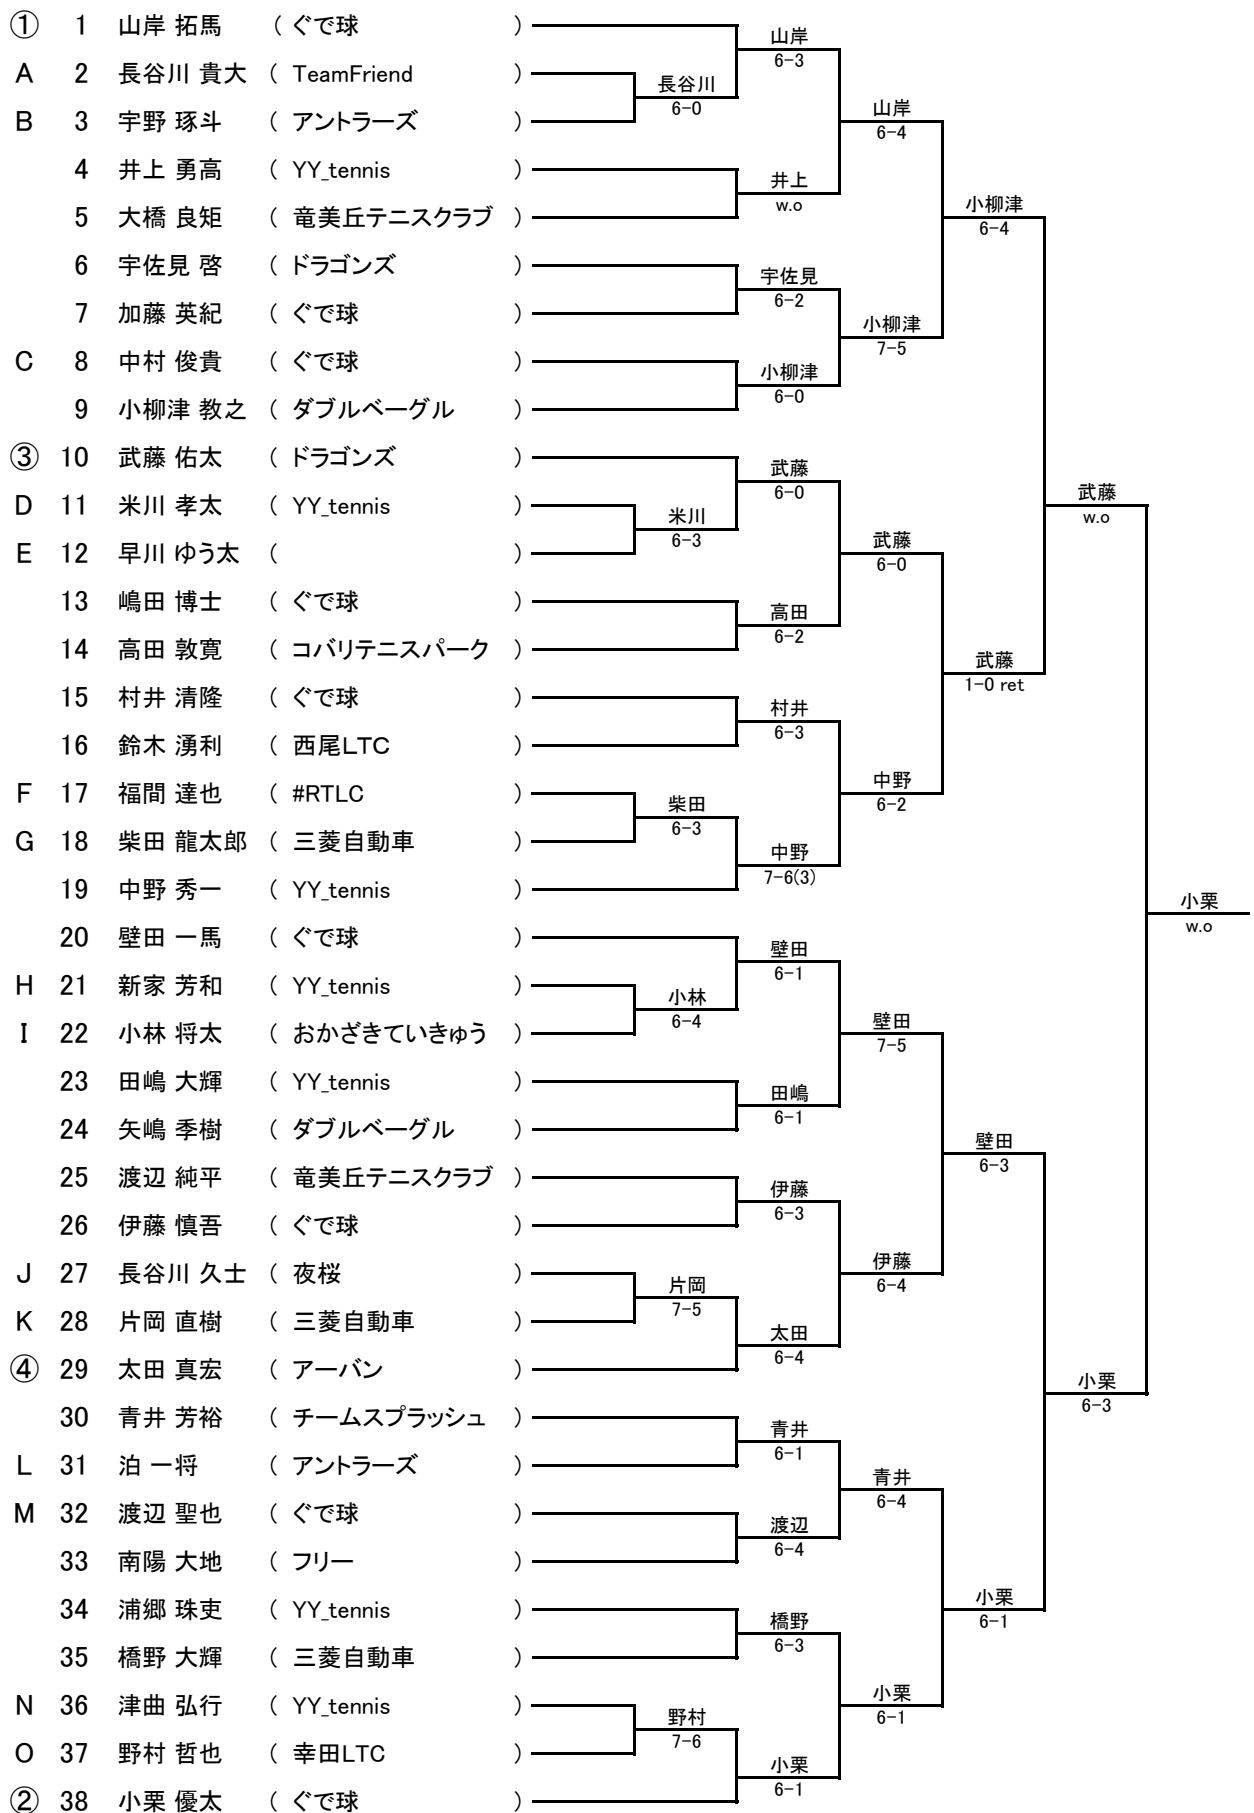 ① 1 山岸 拓馬 ( ぐで球 )
山岸
6-3
A 2 長谷川 貴大 ( TeamFriend )
長谷川
6-0
山岸
6-4
B 3 宇野 琢斗 ( アントラーズ )
4 井上 勇高 ( YY_tennis )
井上
w.o
小柳津
6-4
5 大橋 良矩 ( 竜美丘テニスクラブ )
6 宇佐見 啓 ( ドラゴンズ )
宇佐見
6-2
7 加藤 英紀 ( ぐで球 )
小柳津
7-5
C 8 中村 俊貴 ( ぐで球 )
小柳津
6-0
9 小柳津 教之 ( ダブルベーグル )
③ 10 武藤 佑太 ( ドラゴンズ )
武藤
6-0
武藤
w.o
D 11 米川 孝太 ( YY_tennis )
米川
6-3
武藤
6-0
E 12 早川 ゆう太 ( )
13 嶋田 博士 ( ぐで球 )
高田
6-2
14 高田 敦寛 ( コバリテニスパーク )
武藤
1-0 ret
15 村井 清隆 ( ぐで球 )
村井
6-3
16 鈴木 湧利 ( 西尾LTC )
中野
6-2
F 17 福間 達也 ( #RTLC )
柴田
6-3
G 18 柴田 龍太郎 ( 三菱自動車 )
中野
7-6(3)
19 中野 秀一 ( YY_tennis )
小栗
w.o
20 壁田 一馬 ( ぐで球 )
壁田
6-1
H 21 新家 芳和 ( YY_tennis )
小林
6-4
壁田
7-5
I 22 小林 将太 ( おかざきていきゅう )
23 田嶋 大輝 ( YY_tennis )
田嶋
6-1
24 矢嶋 季樹 ( ダブルベーグル )
壁田
6-3
25 渡辺 純平 ( 竜美丘テニスクラブ )
伊藤
6-3
26 伊藤 慎吾 ( ぐで球 )
伊藤
6-4
J 27 長谷川 久士 ( 夜桜 )
片岡
7-5
K 28 片岡 直樹 ( 三菱自動車 )
太田
6-4
④ 29 太田 真宏 ( アーバン )
小栗
6-3
30 青井 芳裕 ( チームスプラッシュ )
青井
6-1
L 31 泊 一将 ( アントラーズ )
青井
6-4
M 32 渡辺 聖也 ( ぐで球 )
渡辺
6-4
33 南陽 大地 ( フリー )
小栗
6-1
34 浦郷 珠吏 ( YY_tennis )
橋野
6-3
35 橋野 大輝 ( 三菱自動車 )
小栗
6-1
N 36 津曲 弘行 ( YY_tennis )
野村
7-6
O 37 野村 哲也 ( 幸田LTC )
小栗
6-1
② 38 小栗 優太 ( ぐで球 )